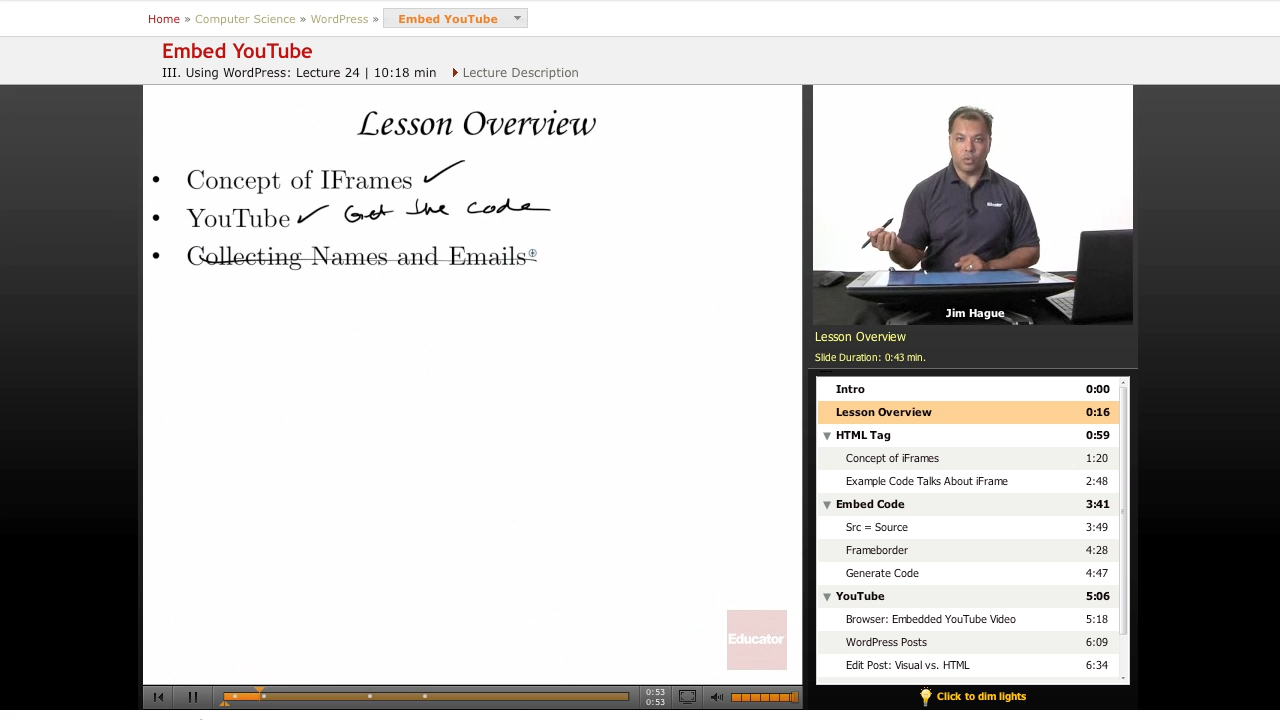 Home » Computer Science » WordPress » Embed YouTube
Embed YouTube
III. Using WordPress: Lecture 24 | 10:18 min Lecture Description
Lesson Overview
• Concept of IFrames
• YouTube Get the code
• Collecting Names and Emails
Educator
Jim Hague
Lesson Overview
Slide Duration: 0:43 min.
Intro 0:00
Lesson Overview 0:16
HTML Tag 0:59
Concept of iFrames 1:20
Example Code Talks About iFrame 2:48
Embed Code 3:41
Src = Source 3:49
Frameborder 4:28
Generate Code 4:47
YouTube 5:06
Browser: Embedded YouTube Video 5:18
WordPress Posts 6:09
Edit Post: Visual vs. HTML 6:34
0:53
0:53
Click to dim lights